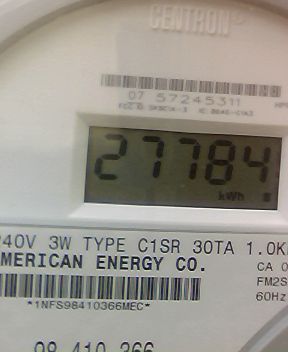 CENTRON®
07 57245311
27784
kWh
240V 3W TYPE C1SR 30TA 1.0K
AMERICAN ENERGY CO. CA 0
FM2S
*1NFS98410366MEC* 60Hz
98 410 366